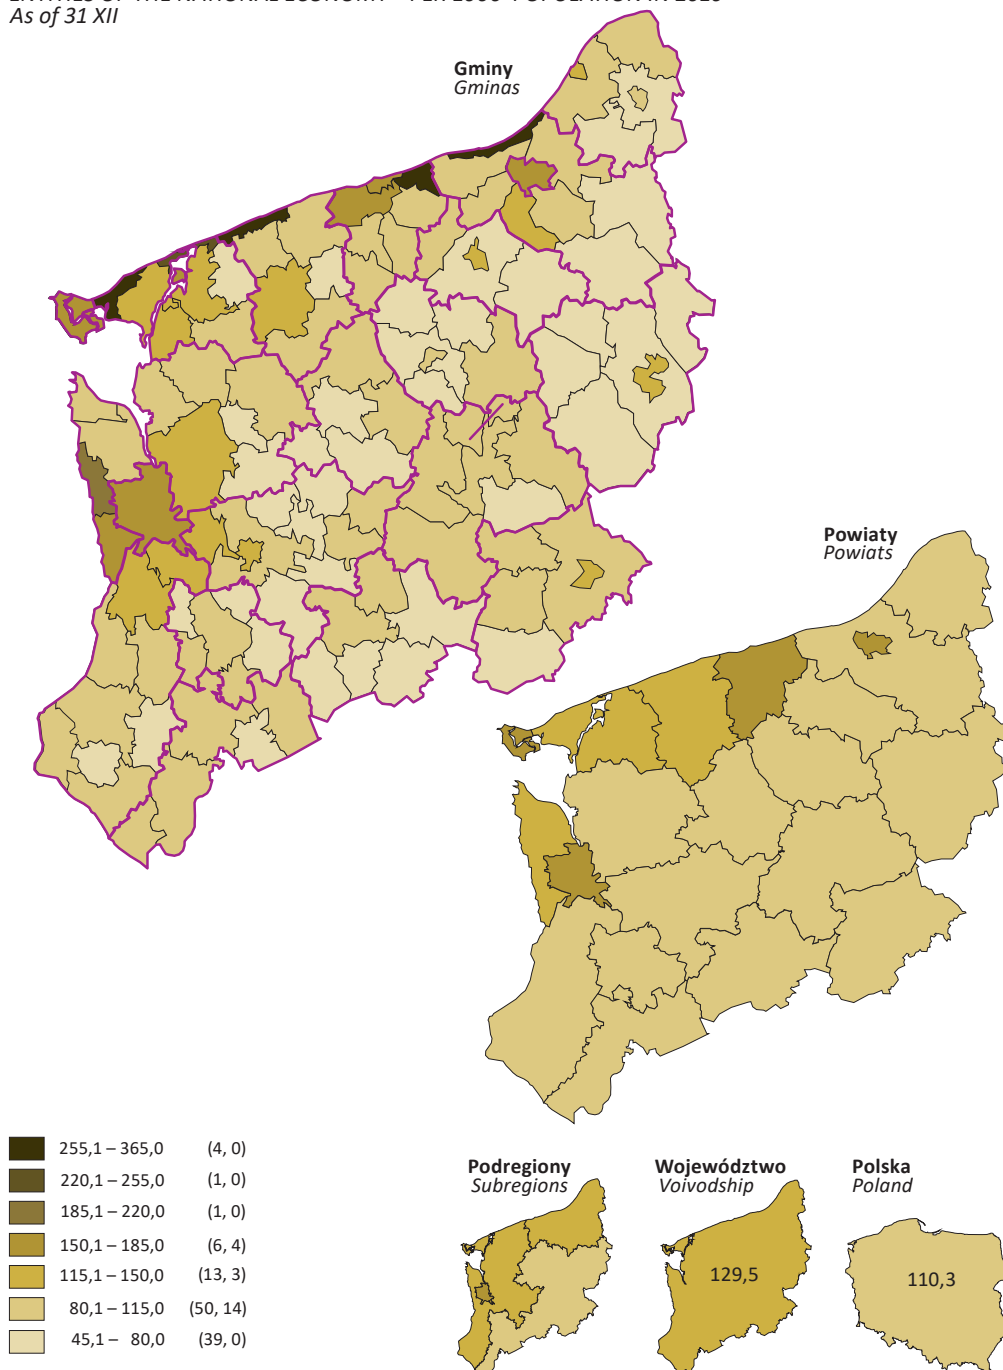 As of 31 XII
Gminy
Gminas
Powiaty
Powiats
255,1 – 365,0 (4, 0)
220,1 – 255,0 (1, 0)
185,1 – 220,0 (1, 0)
150,1 – 185,0 (6, 4)
115,1 – 150,0 (13, 3)
80,1 – 115,0 (50, 14)
45,1 – 80,0 (39, 0)
Podregiony
Subregions
Województwo
Voivodship
129,5
Polska
Poland
110,3